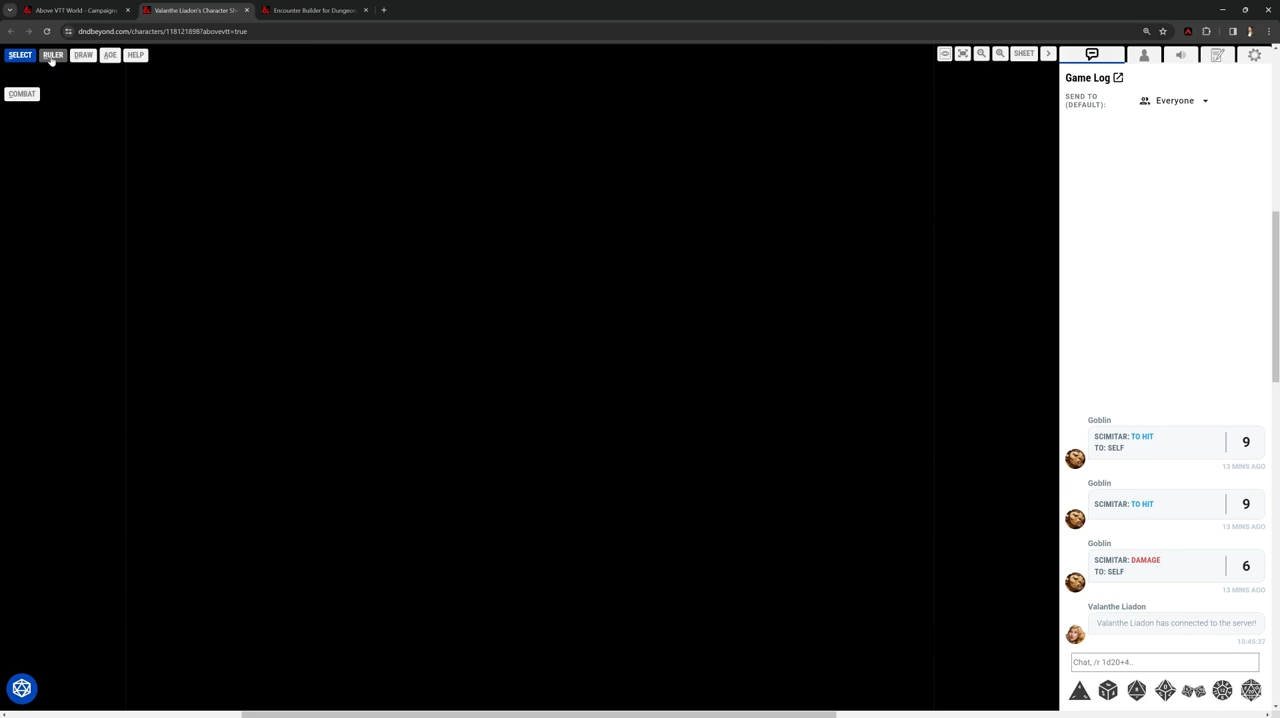 Above VTT World - Campaigns
Valanthe Liadon's Character Sh
Encounter Builder for Dungeon
dndbeyond.com/characters/118121898?abovevtt=true
SELECT
RULER
DRAW
AOE
HELP
SHEET
COMBAT
Game Log
SEND TO
(DEFAULT):
Everyone
Goblin
SCIMITAR: TO HIT
TO: SELF
9
13 MINS AGO
Goblin
SCIMITAR: TO HIT
9
13 MINS AGO
Goblin
SCIMITAR: DAMAGE
TO: SELF
6
13 MINS AGO
Valanthe Liadon
Valanthe Liadon has connected to the server!
10:45:37
Chat, /r 1d20+4..